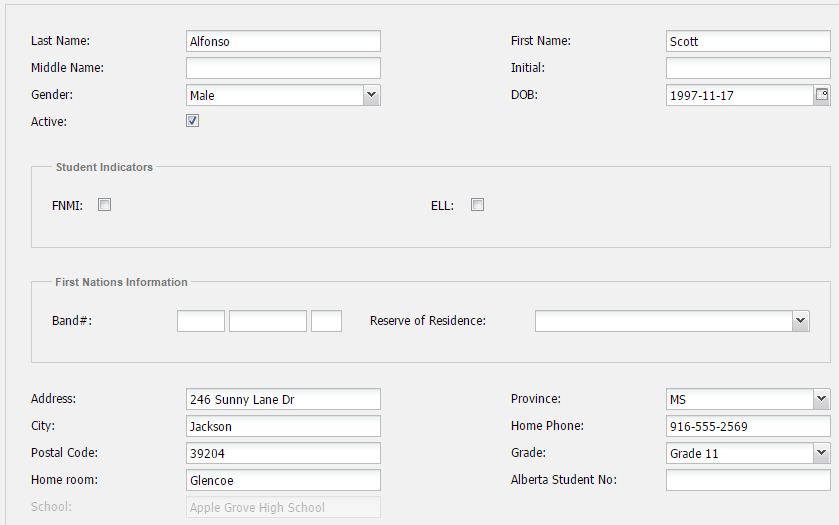 Last Name: Alfonso First Name: Scott
Middle Name: Initial:
Gender: Male DOB: 1997-11-17
Active:
Student Indicators
FNMI: ELL:
First Nations Information
Band#: Reserve of Residence:
Address: 246 Sunny Lane Dr Province: MS
City: Jackson Home Phone: 916-555-2569
Postal Code: 39204 Grade: Grade 11
Home room: Glencoe Alberta Student No:
School: Apple Grove High School